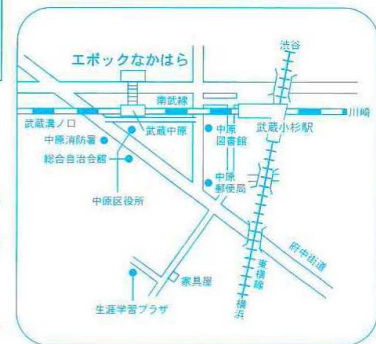 渋谷
エポックなかはら
南武線
川崎
武蔵溝ノ口
武蔵中原
武蔵小杉駅
中原
図書館
中原消防署
総合自治会館
中原
郵便局
中原区役所
府中街道
東横線
家具屋
横浜
生涯学習プラザ